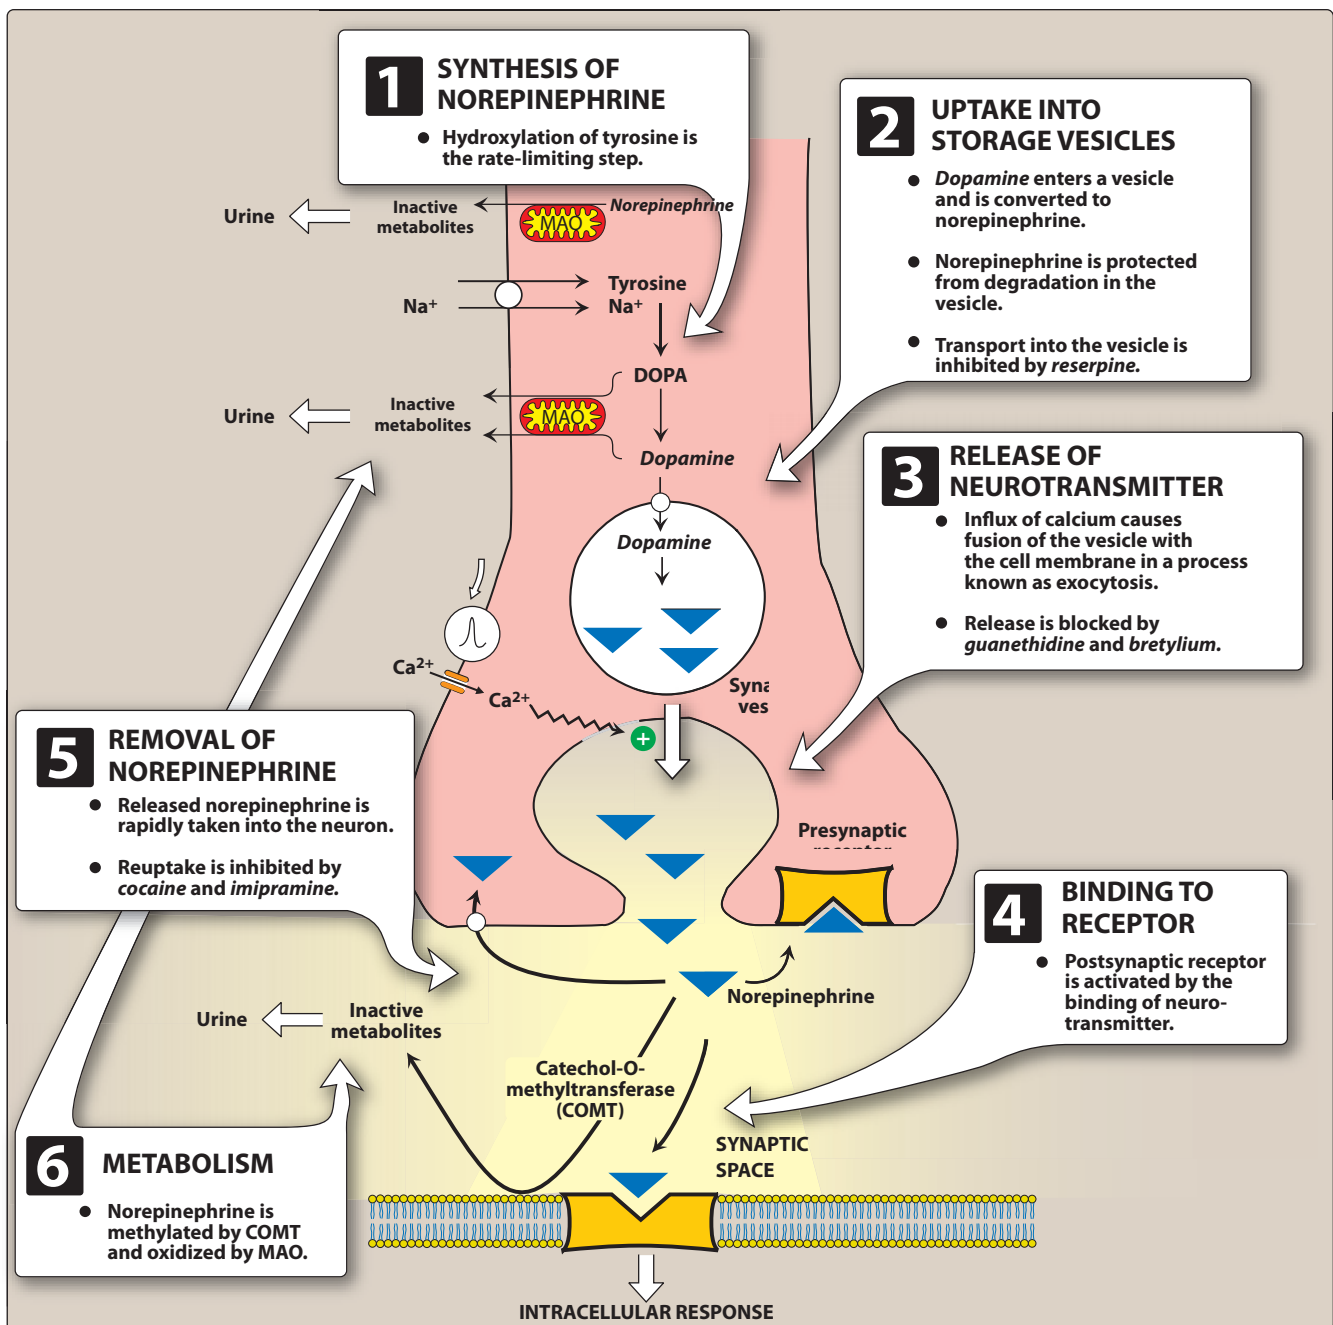 1 SYNTHESIS OF
NOREPINEPHRINE
• Hydroxylation of tyrosine is
the rate-limiting step.
2 UPTAKE INTO
STORAGE VESICLES
• Dopamine enters a vesicle
and is converted to
norepinephrine.
• Norepinephrine is protected
from degradation in the
vesicle.
• Transport into the vesicle is
inhibited by reserpine.
Urine
Inactive
metabolites
MAO
Norepinephrine
Tyrosine
Na+
Na+
DOPA
Urine
Inactive
metabolites
MAO
Dopamine
3 RELEASE OF
NEUROTRANSMITTER
• Influx of calcium causes
fusion of the vesicle with
the cell membrane in a process
known as exocytosis.
• Release is blocked by
guanethidine and bretylium.
Dopamine
Ca2+
Ca2+
Syna
ves
+
5 REMOVAL OF
NOREPINEPHRINE
• Released norepinephrine is
rapidly taken into the neuron.
• Reuptake is inhibited by
cocaine and imipramine.
Presynaptic
4 BINDING TO
RECEPTOR
• Postsynaptic receptor
is activated by the
binding of neuro-
transmitter.
Norepinephrine
Urine
Inactive
metabolites
Catechol-O-
methyltransferase
(COMT)
SYNAPTIC
SPACE
6 METABOLISM
• Norepinephrine is
methylated by COMT
and oxidized by MAO.
INTRACELLULAR RESPONSE